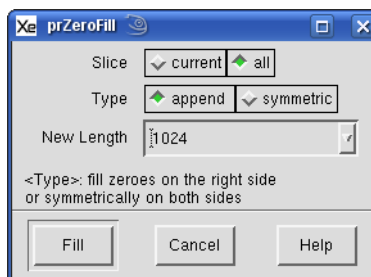 Xe prZeroFill
Slice current all
Type append symmetric
New Length 1024
<Type>: fill zeroes on the right side
or symmetrically on both sides
Fill Cancel Help